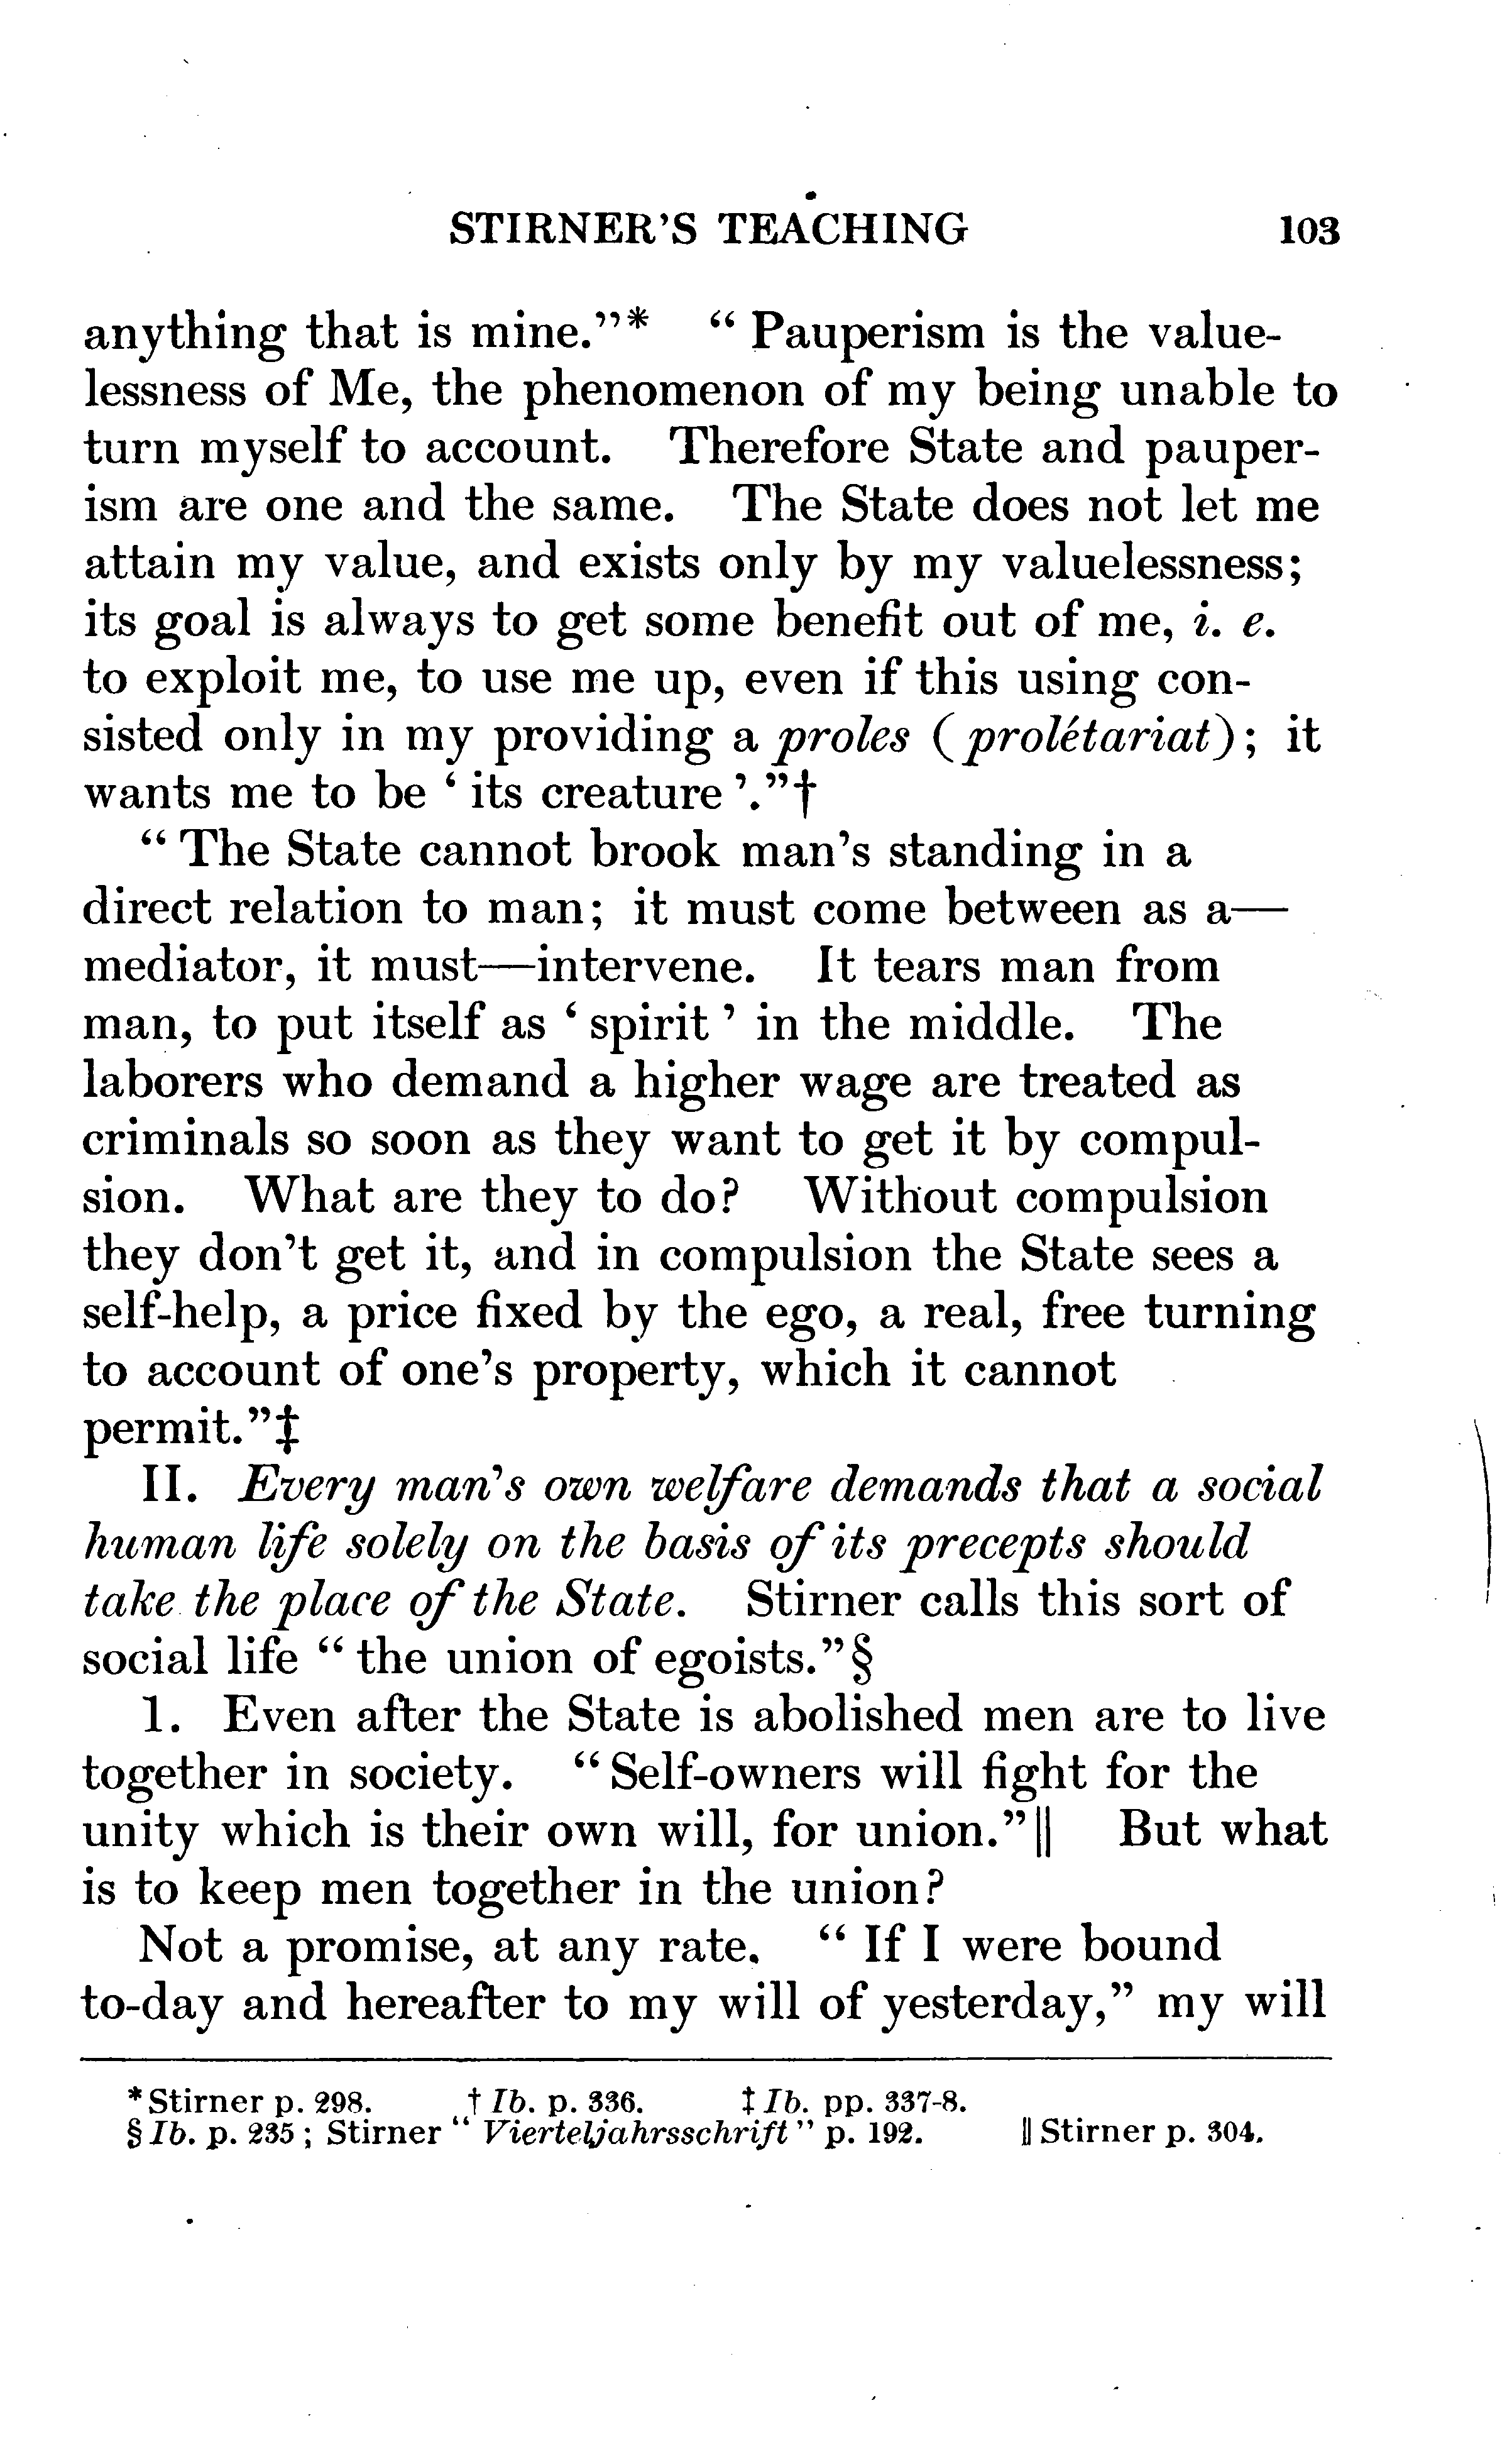 STIRNER'S TEACHING 103
anything that is mine."* " Pauperism is the value-
lessness of Me, the phenomenon of my being unable to
turn myself to account. Therefore State and pauper-
ism are one and the same. The State does not let me
attain my value, and exists only by my valuelessness;
its goal is always to get some benefit out of me, i. e.
to exploit me, to use me up, even if this using con-
sisted only in my providing a proles (prolétariat); it
wants me to be ' its creature '."†
" The State cannot brook man's standing in a
direct relation to man; it must come between as a—
mediator, it must—intervene. It tears man from
man, to put itself as ' spirit ' in the middle. The
laborers who demand a higher wage are treated as
criminals so soon as they want to get it by compul-
sion. What are they to do? Without compulsion
they don't get it, and in compulsion the State sees a
self-help, a price fixed by the ego, a real, free turning
to account of one's property, which it cannot
permit."‡
II. Every man's own welfare demands that a social
human life solely on the basis of its precepts should
take the place of the State. Stirner calls this sort of
social life " the union of egoists."§
1. Even after the State is abolished men are to live
together in society. " Self-owners will fight for the
unity which is their own will, for union."‖ But what
is to keep men together in the union?
Not a promise, at any rate. " If I were bound
to-day and hereafter to my will of yesterday," my will
* Stirner p. 298. † Ib. p. 336. ‡ Ib. pp. 337-8.
§ Ib. p. 235; Stirner " Vierteljahrsschrift" p. 192. ‖ Stirner p. 304.